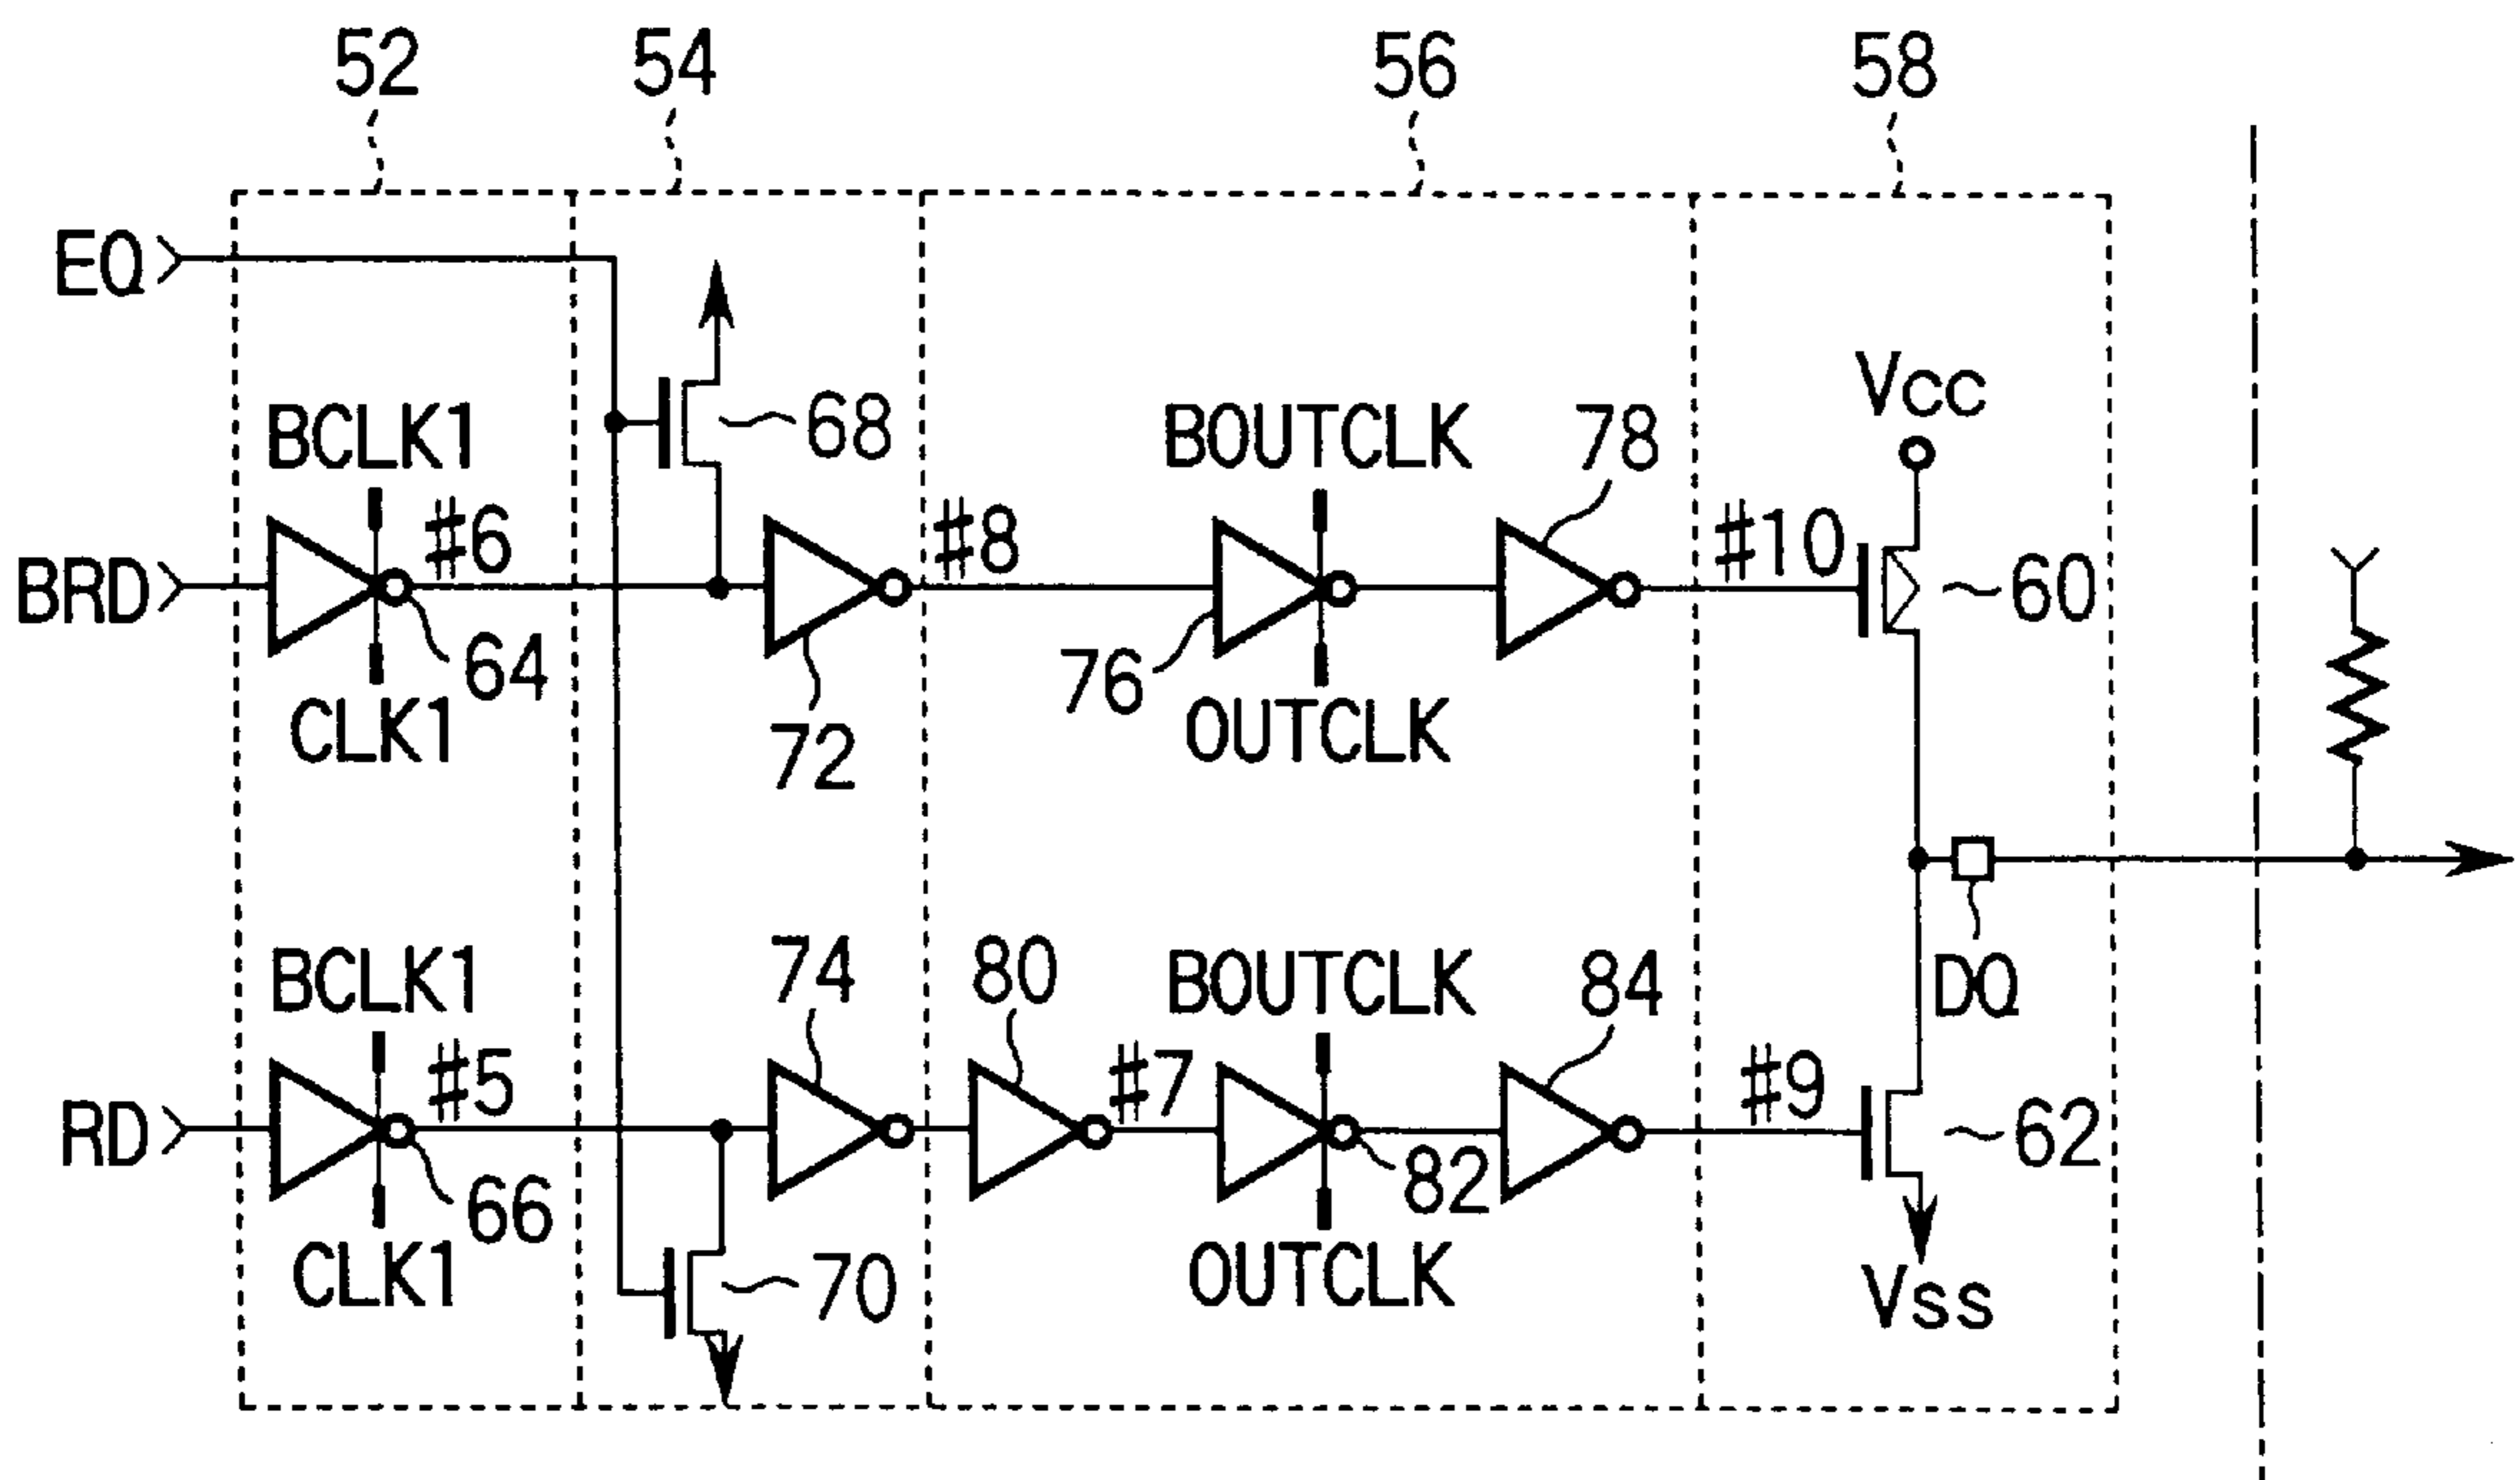 52
54
56
58
EQ
Vcc
68
BCLK1
BOUTCLK
78
#6
#8
#10
BRD
60
64
76
CLK1
72
OUTCLK
BCLK1
74
80
BOUTCLK
84
DQ
#5
#7
#9
RD
62
82
66
CLK1
OUTCLK
70
Vss